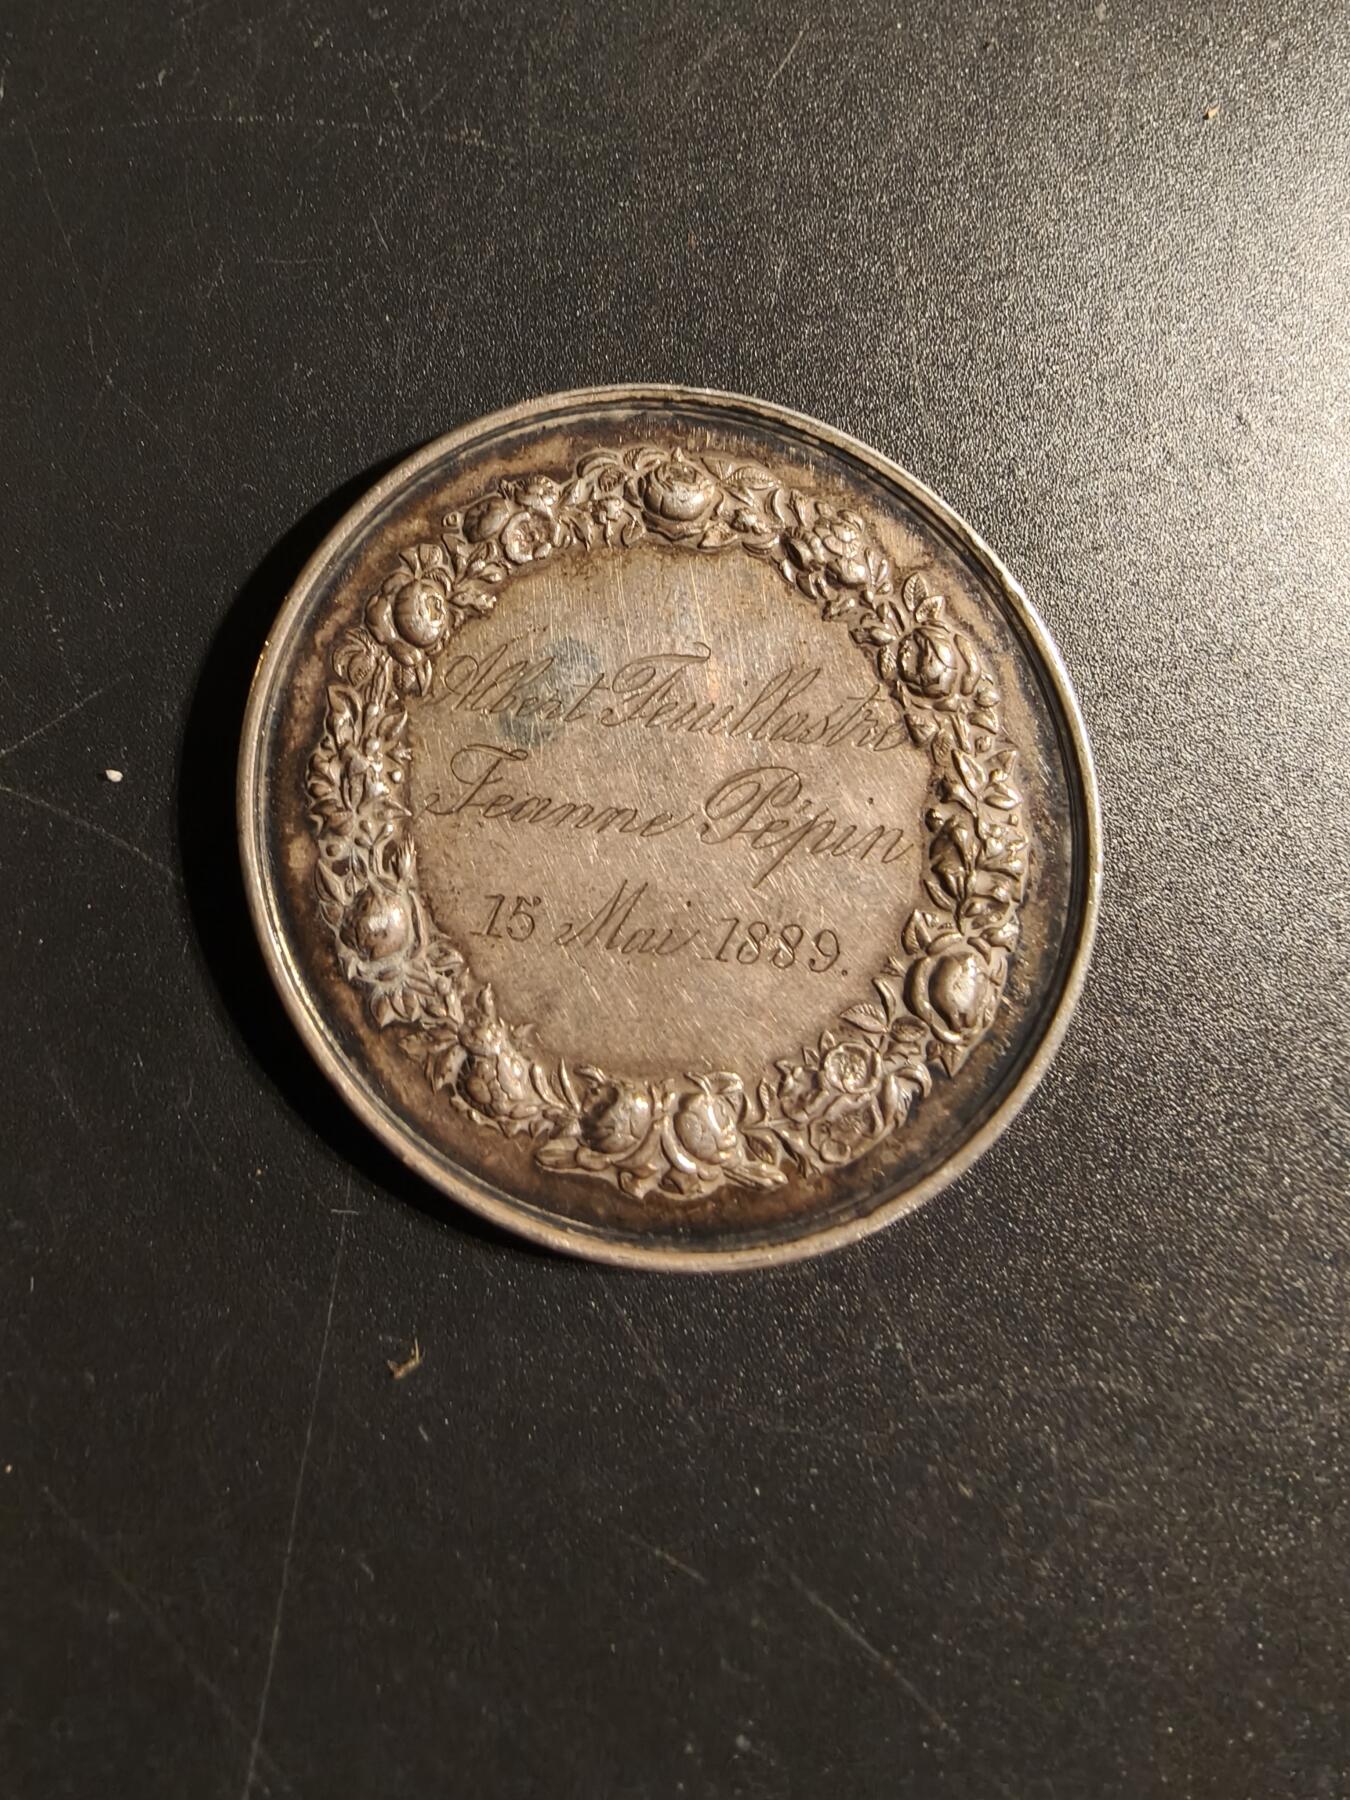 Albert Feuillastre
Jeanne Pépin
15 Mai 1889.